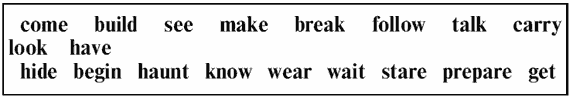 come build see make break follow talk carry
look have
hide begin haunt know wear wait stare prepare get